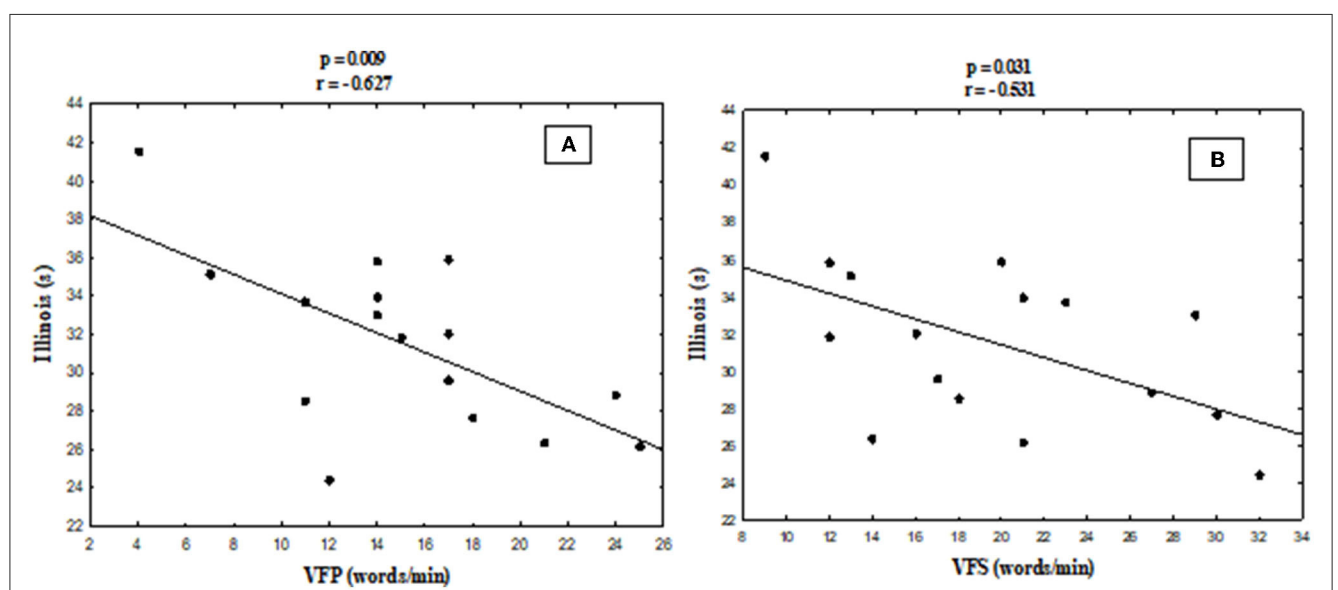 p = 0.009
r = - 0.627
A
44
42
40
38
36
34
32
30
28
26
24
22
2 4 6 8 10 12 14 16 18 20 22 24 26
Illinois (s)
VFP (words/min)
p = 0.031
r = - 0.531
B
44
42
40
38
36
34
32
30
28
26
24
22
8 10 12 14 16 18 20 22 24 26 28 30 32 34
Illinois (s)
VFS (words/min)